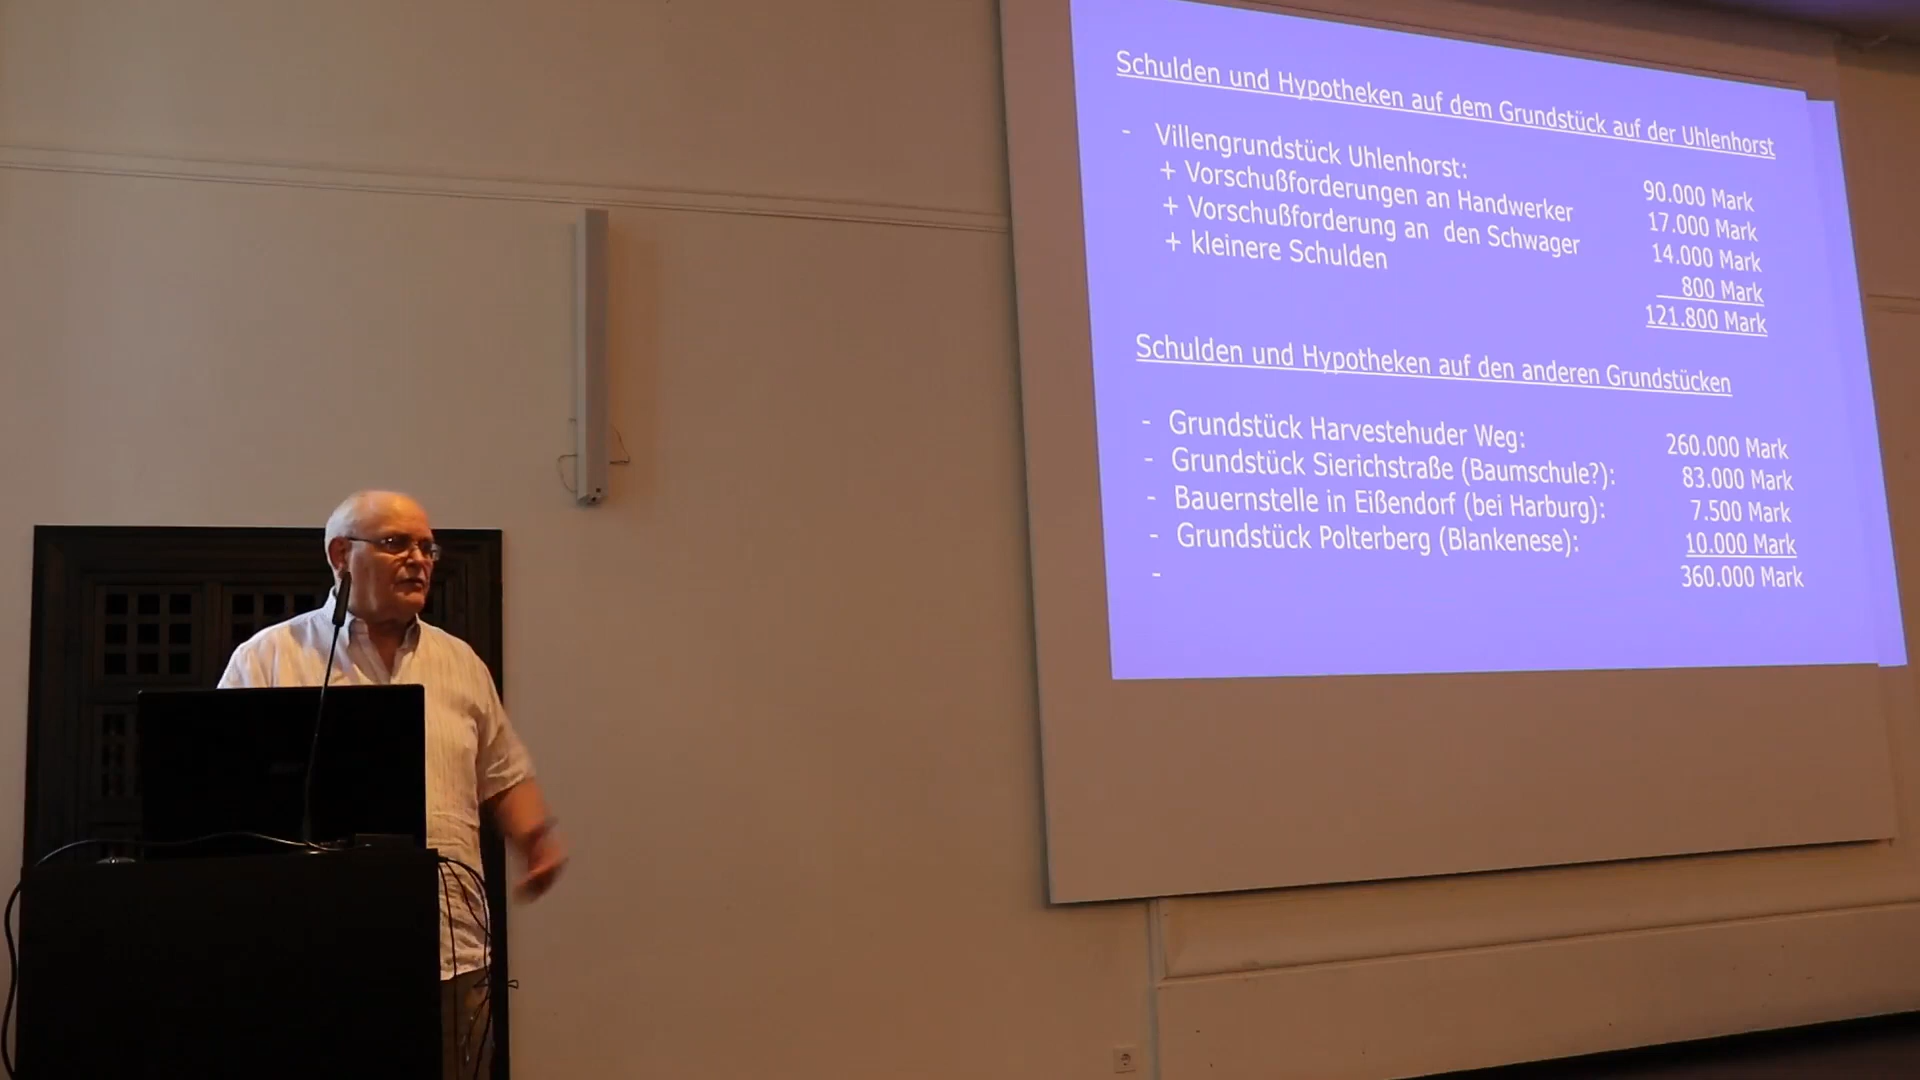 Schulden und Hypotheken auf dem Grundstück auf der Uhlenhorst
- Villengrundstück Uhlenhorst: 90.000 Mark
+ Vorschußforderungen an Handwerker 17.000 Mark
+ Vorschußforderung an den Schwager 14.000 Mark
+ kleinere Schulden 800 Mark
121.800 Mark
Schulden und Hypotheken auf den anderen Grundstücken
- Grundstück Harvestehuder Weg: 260.000 Mark
- Grundstück Sierichstraße (Baumschule?): 83.000 Mark
- Bauernstelle in Eißendorf (bei Harburg): 7.500 Mark
- Grundstück Polterberg (Blankenese): 10.000 Mark
- 360.000 Mark